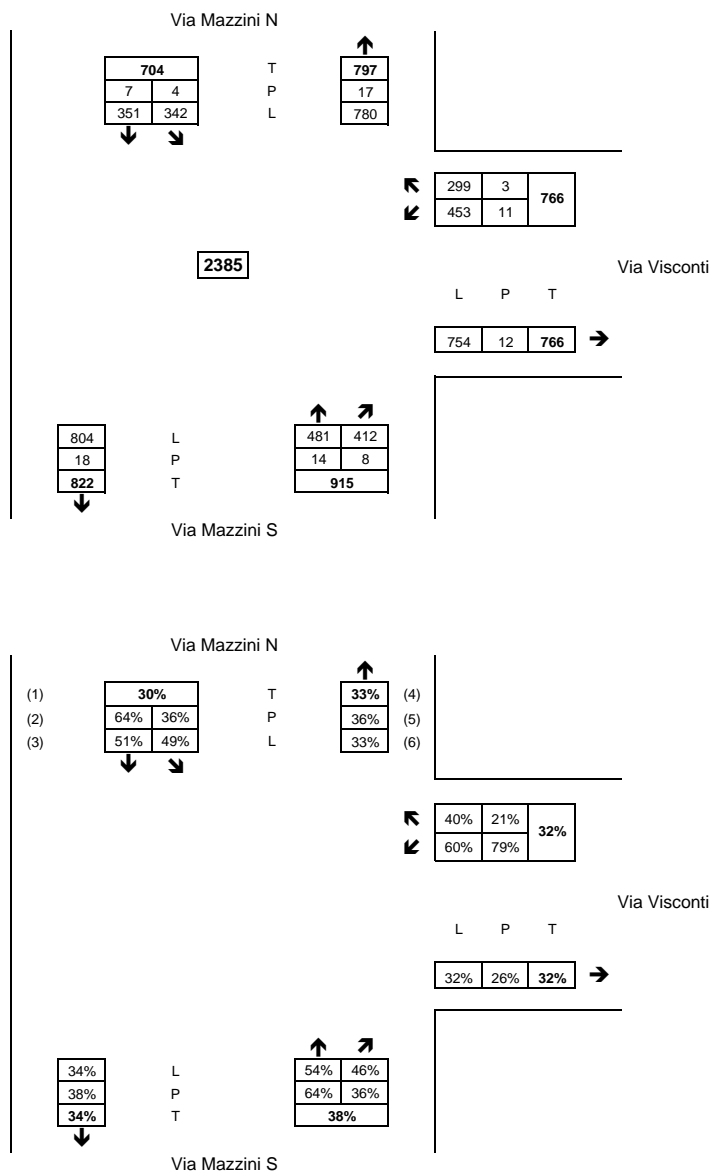 Via Mazzini N
704 T 797
7 4 P 17
351 342 L 780
299 3 766
453 11
2385
Via Visconti
L P T
754 12 766
804 L 481 412
18 P 14 8
822 T 915
Via Mazzini S
Via Mazzini N
(1) 30% T 33% (4)
(2) 64% 36% P 36% (5)
(3) 51% 49% L 33% (6)
40% 21% 32%
60% 79%
Via Visconti
L P T
32% 26% 32%
34% L 54% 46%
38% P 64% 36%
34% T 38%
Via Mazzini S